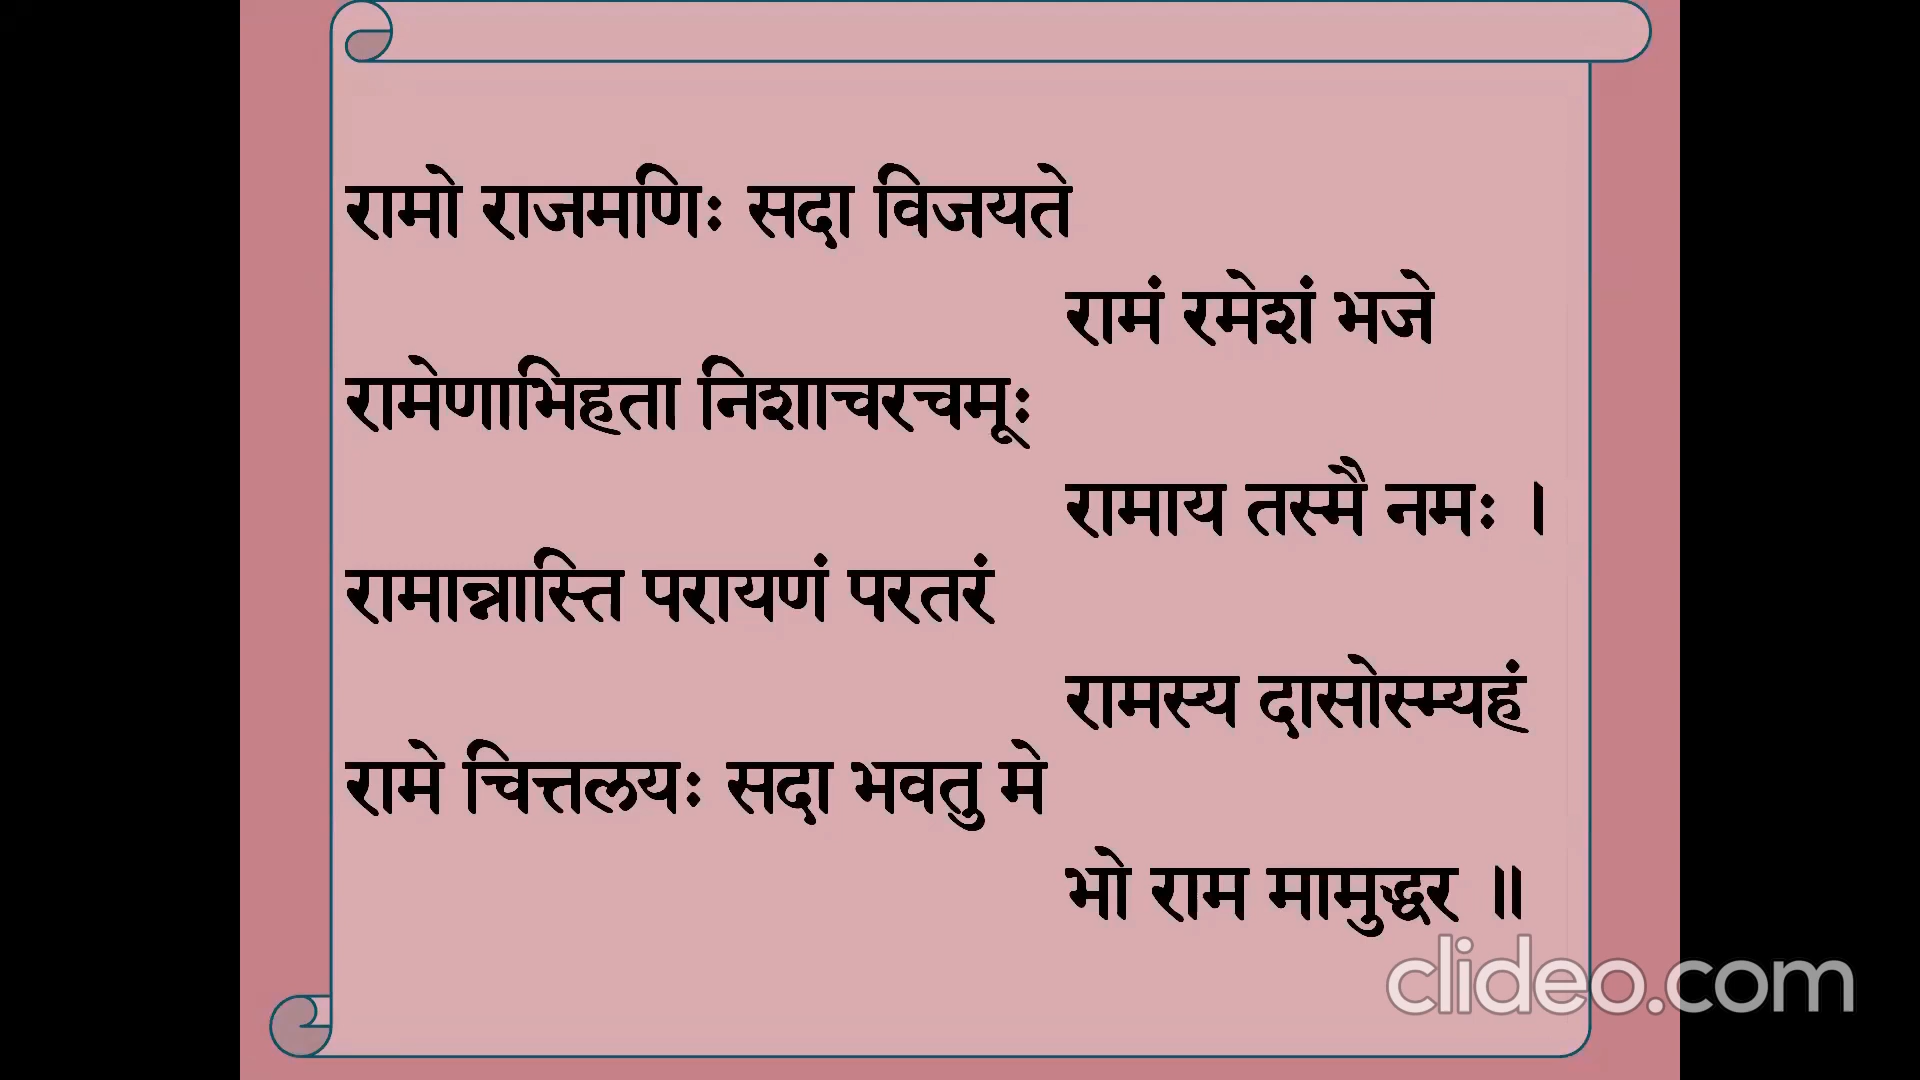 रामो राजमणिः सदा विजयते
रामं रमेशं भजे
रामेणाभिहता निशाचरचमूः
रामाय तस्मै नमः ।
रामान्नास्ति परायणं परतरं
रामस्य दासोस्म्यहं
रामे चित्तलयः सदा भवतु मे
भो राम मामुद्धर ॥
clideo.com